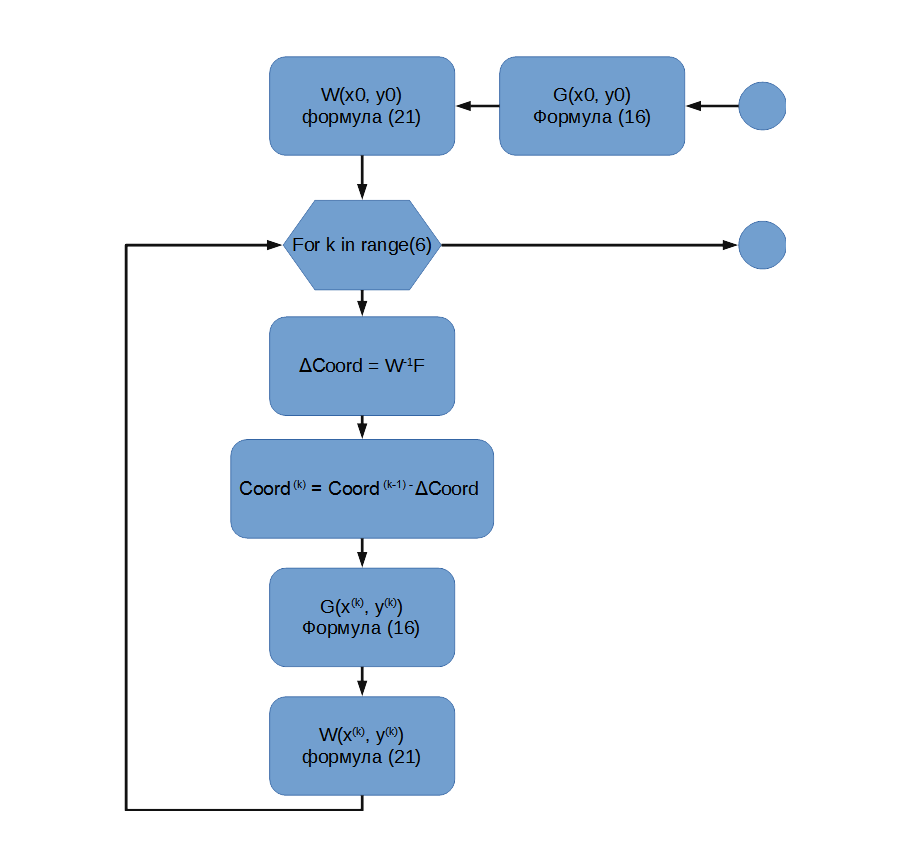 W(x0, y0)
формула (21)
G(x0, y0)
Формула (16)
For k in range(6)
ΔCoord = W⁻¹F
Coord ⁽ᵏ⁾ = Coord ⁽ᵏ⁻¹⁾ ⁻ ΔCoord
G(x⁽ᵏ⁾, y⁽ᵏ⁾)
Формула (16)
W(x⁽ᵏ⁾, y⁽ᵏ⁾)
формула (21)